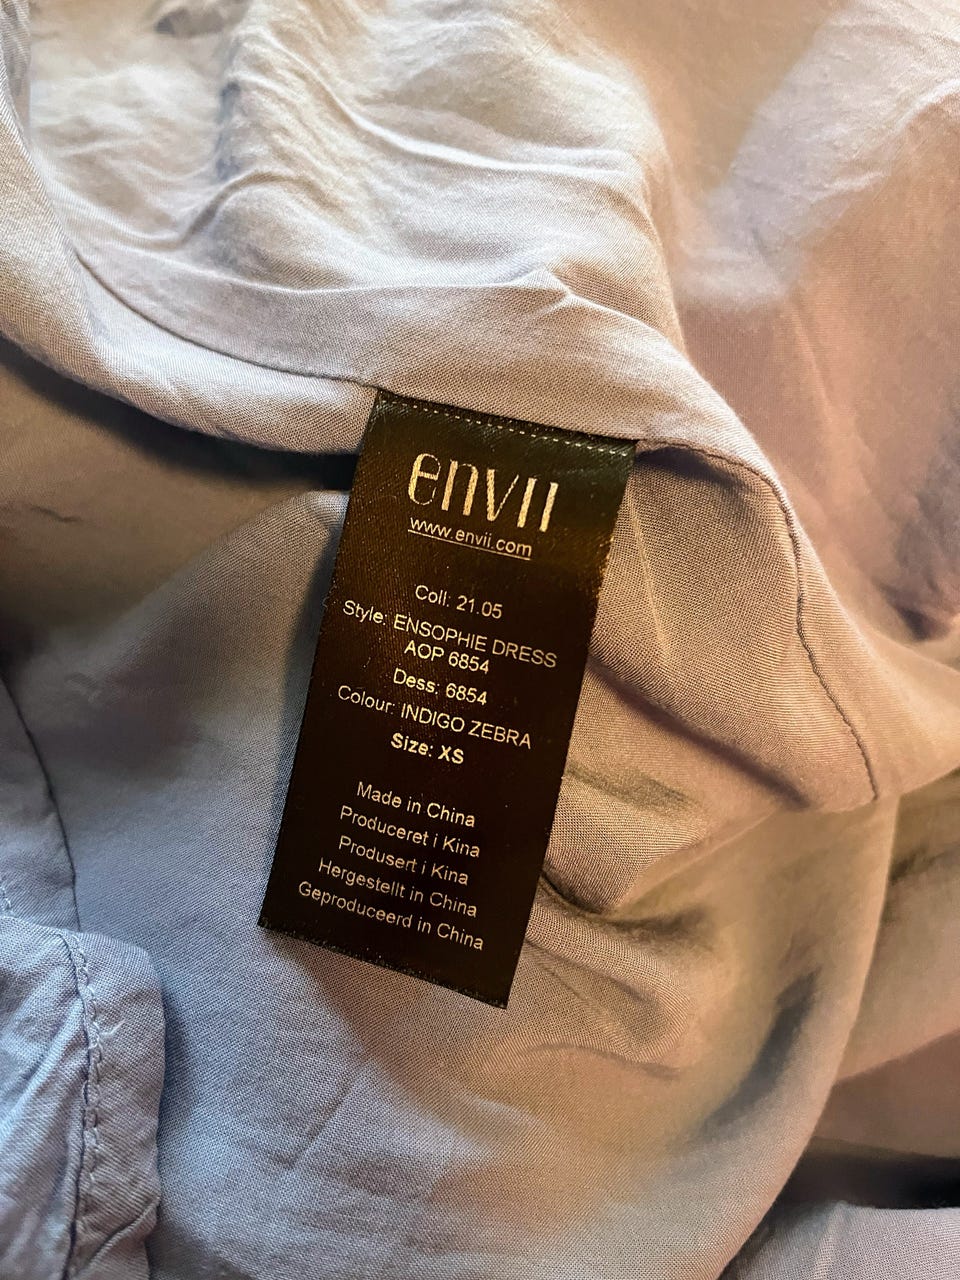 envii
www.envii.com
Coll: 21.05
Style: ENSOPHIE DRESS
AOP 6854
Dess: 6854
Colour: INDIGO ZEBRA
Size: XS
Made in China
Produceret i Kina
Produsert i Kina
Hergestellt in China
Geproduceerd in China